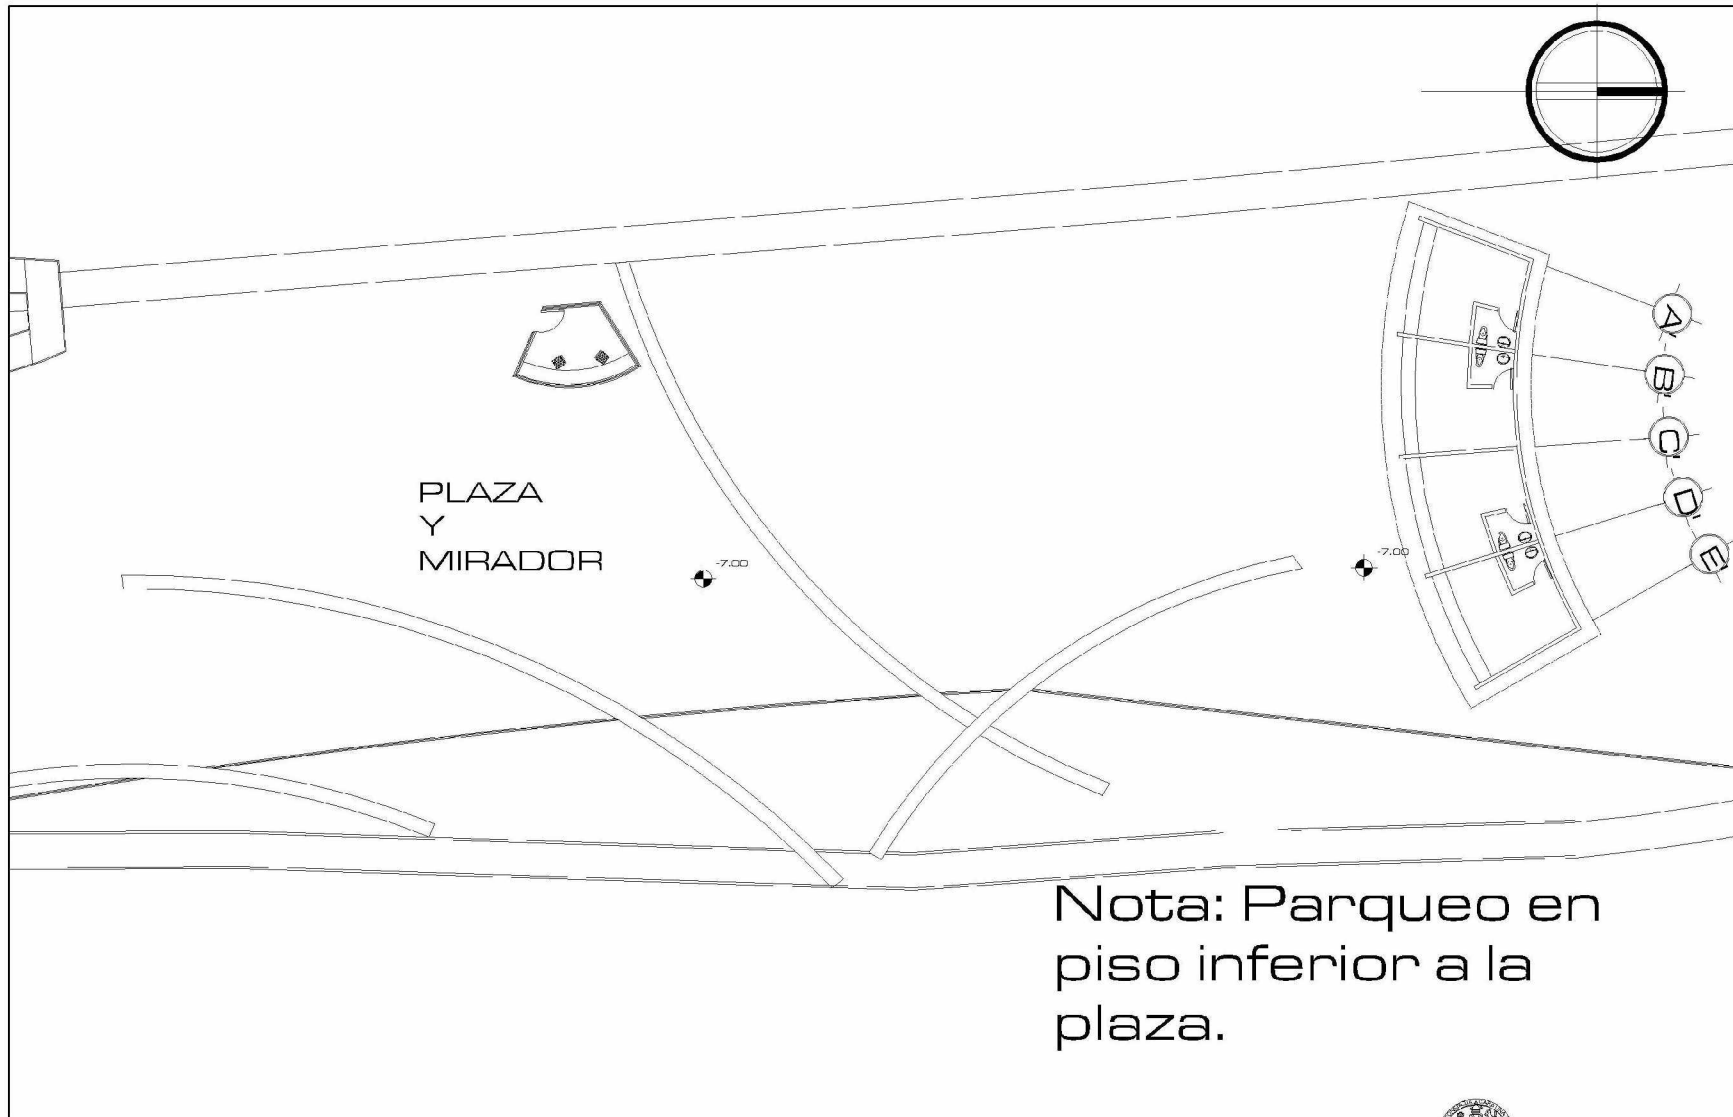 A'
B'
C'
D'
E'
PLAZA
Y
MIRADOR
-7.00
-7.00
Nota: Parqueo en
piso inferior a la
plaza.